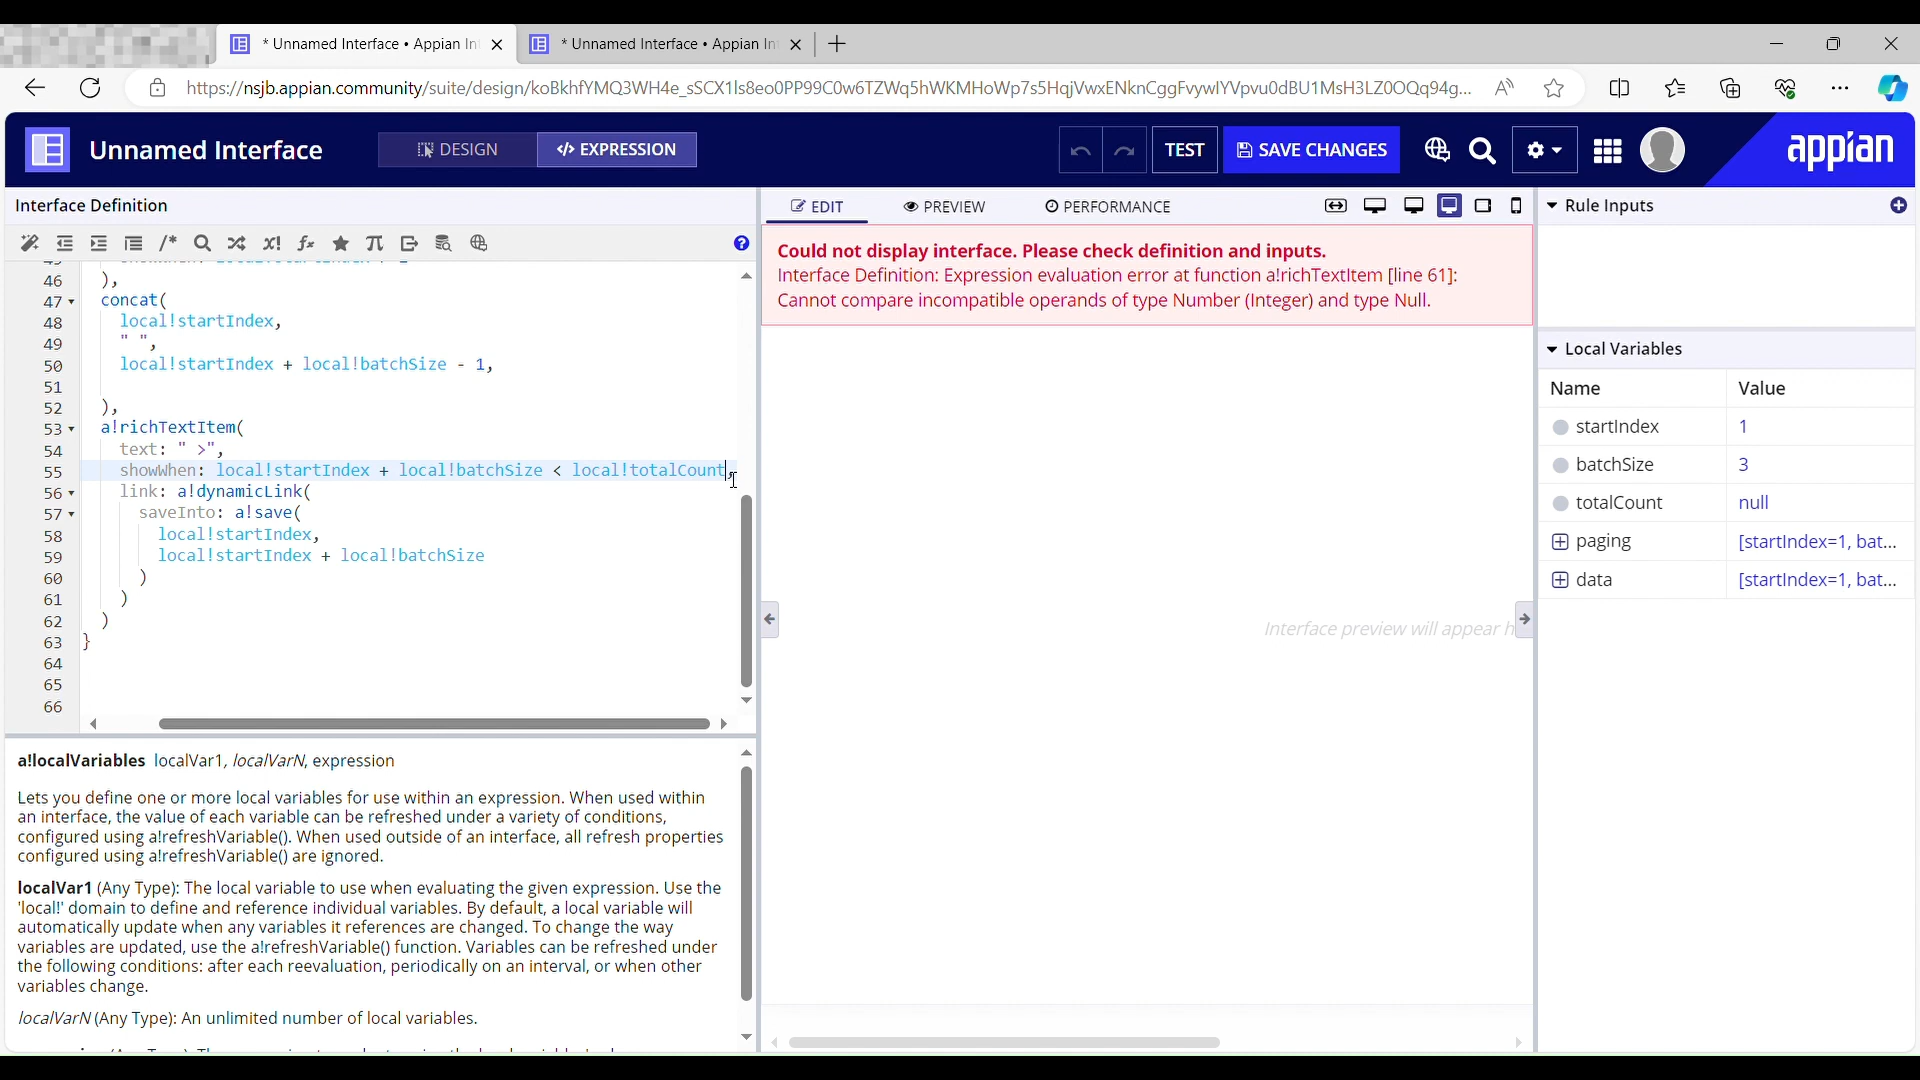 * Unnamed Interface • Appian In
* Unnamed Interface • Appian In
https://nsjb.appian.community/suite/design/koBkhfYMQ3WH4e_sSCX1ls8eo0PP99C0w6TZWq5hWKMHoWp7s5HqjVwxENknCggFvywIYVpvu0dBU1MsH3LZ0OQq94g...
Unnamed Interface
DESIGN
</> EXPRESSION
TEST
SAVE CHANGES
appian
Interface Definition
EDIT
PREVIEW
PERFORMANCE
Rule Inputs
46 ),
47 concat(
48 local!startIndex,
49 " ",
50 local!startIndex + local!batchSize - 1,
51
52 ),
53 a!richTextItem(
54 text: " >",
55 showWhen: local!startIndex + local!batchSize < local!totalCount,
56 link: a!dynamicLink(
57 saveInto: a!save(
58 local!startIndex,
59 local!startIndex + local!batchSize
60 )
61 )
62 )
63 }
64
65
66
Could not display interface. Please check definition and inputs.
Interface Definition: Expression evaluation error at function a!richTextItem [line 61]:
Cannot compare incompatible operands of type Number (Integer) and type Null.
Interface preview will appear h
Local Variables
Name Value
startIndex 1
batchSize 3
totalCount null
paging [startIndex=1, bat...
data [startIndex=1, bat...
a!localVariables localVar1, localVarN, expression
Lets you define one or more local variables for use within an expression. When used within
an interface, the value of each variable can be refreshed under a variety of conditions,
configured using a!refreshVariable(). When used outside of an interface, all refresh properties
configured using a!refreshVariable() are ignored.
localVar1 (Any Type): The local variable to use when evaluating the given expression. Use the
'local!' domain to define and reference individual variables. By default, a local variable will
automatically update when any variables it references are changed. To change the way
variables are updated, use the a!refreshVariable() function. Variables can be refreshed under
the following conditions: after each reevaluation, periodically on an interval, or when other
variables change.
localVarN (Any Type): An unlimited number of local variables.